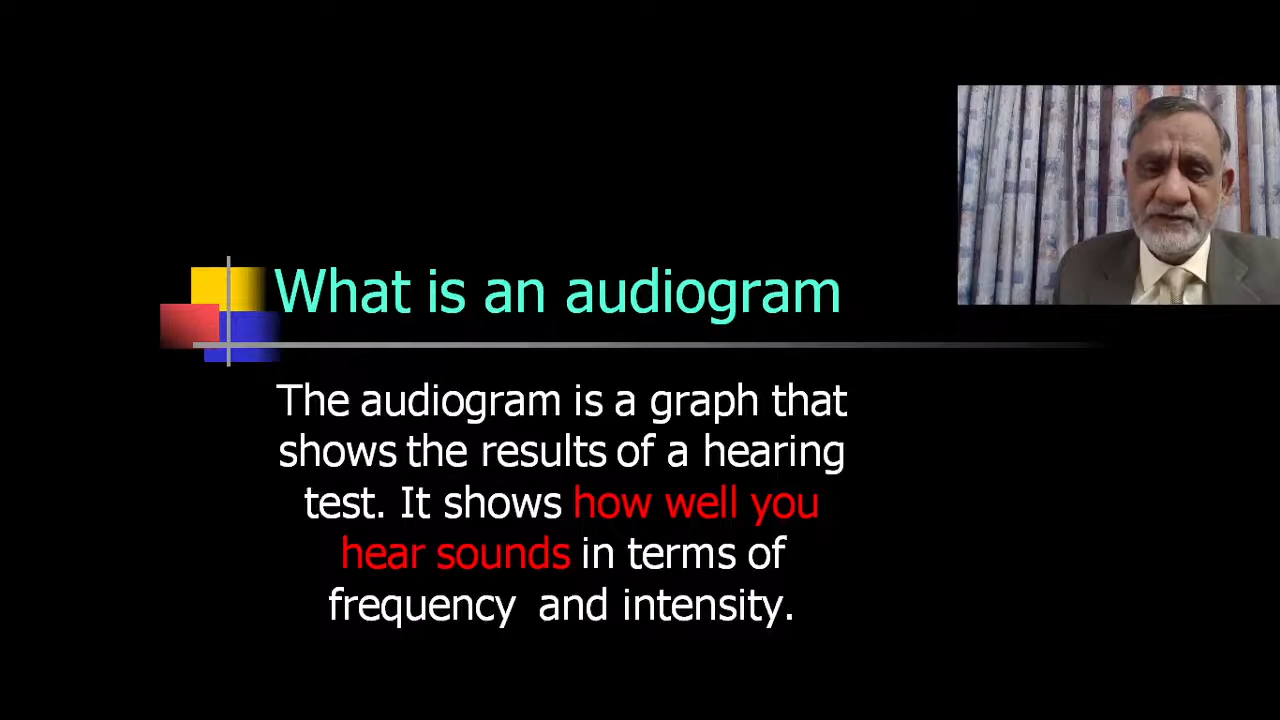 What is an audiogram
The audiogram is a graph that
shows the results of a hearing
test. It shows how well you
hear sounds in terms of
frequency and intensity.